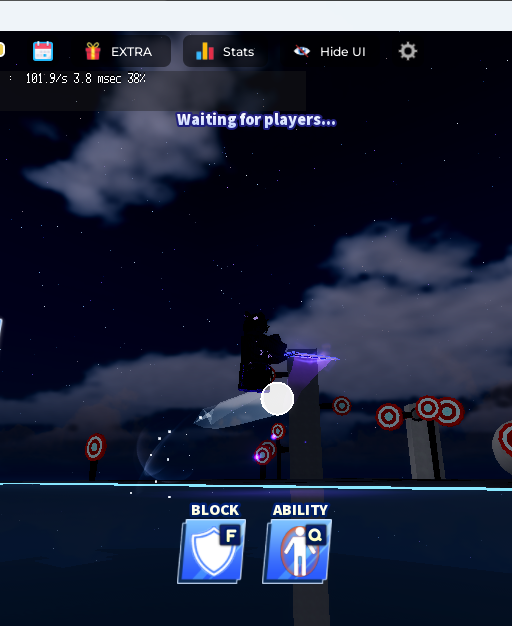 EXTRA Stats Hide UI
: 101.9/s 3.8 msec 38%
Waiting for players...
BLOCK ABILITY
F Q